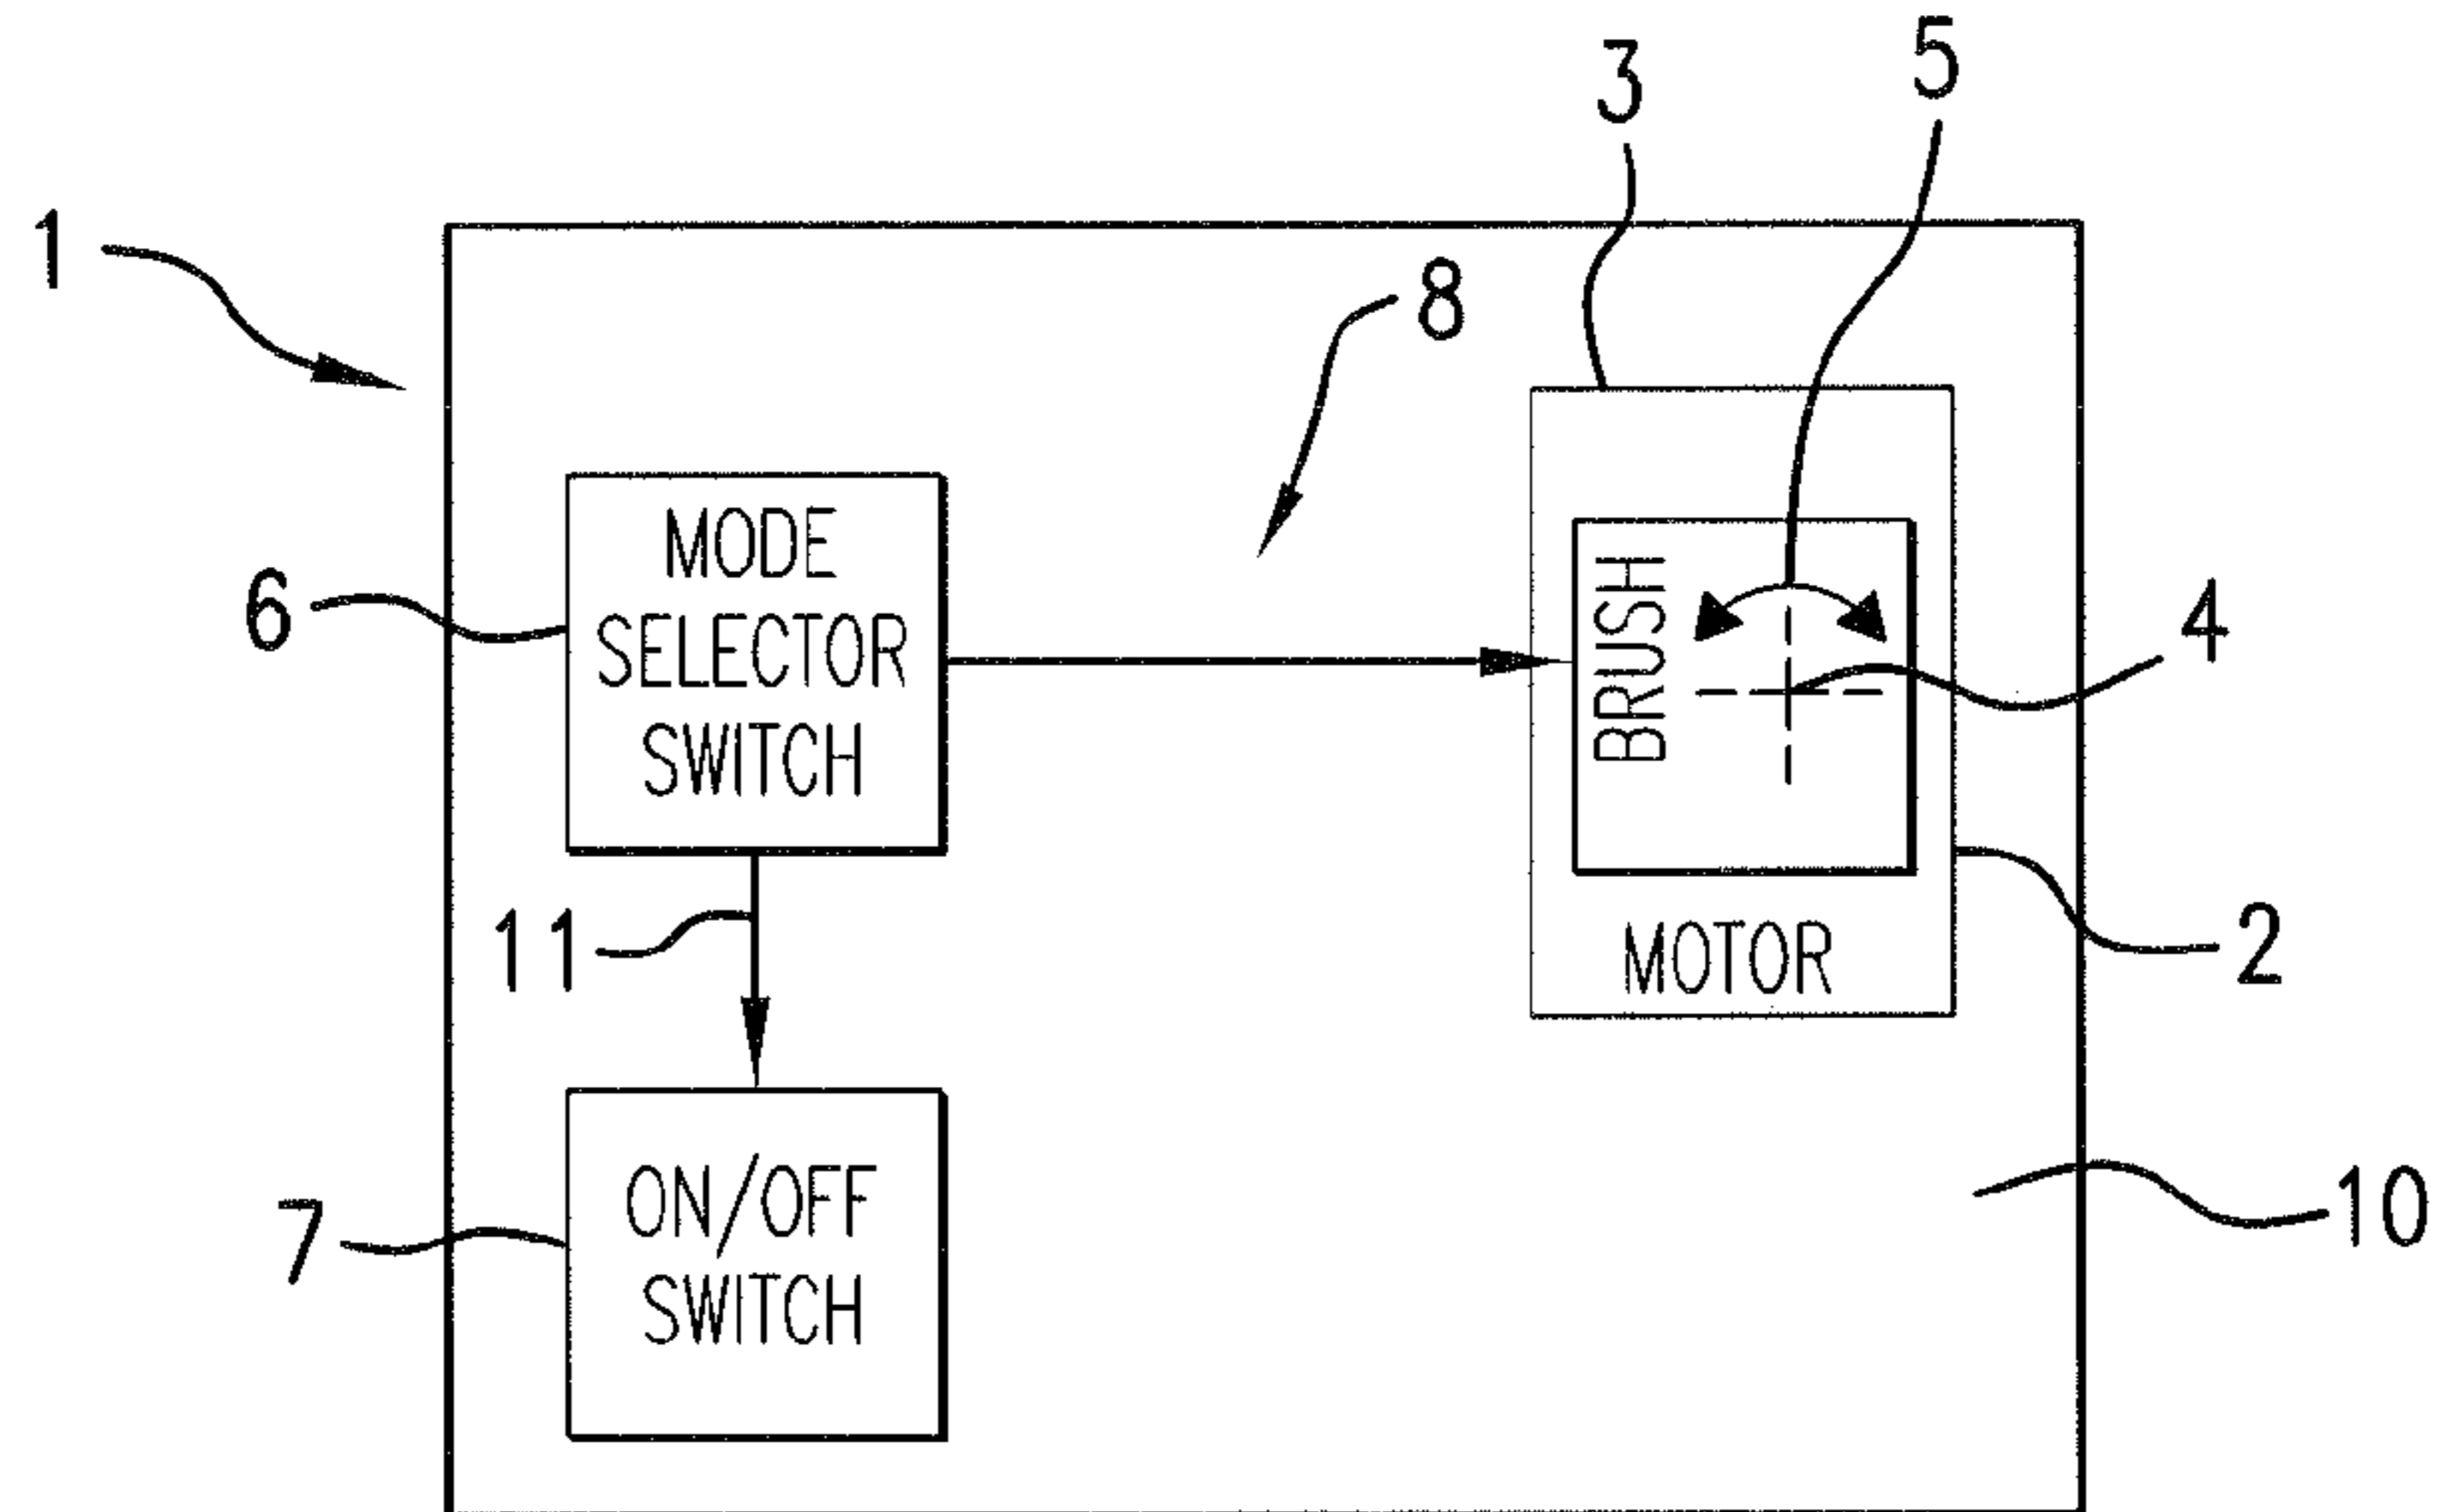 5
3
1
8
MODE
SELECTOR
SWITCH
6
BRUSH
4
11
MOTOR
2
ON/OFF
SWITCH
7
10